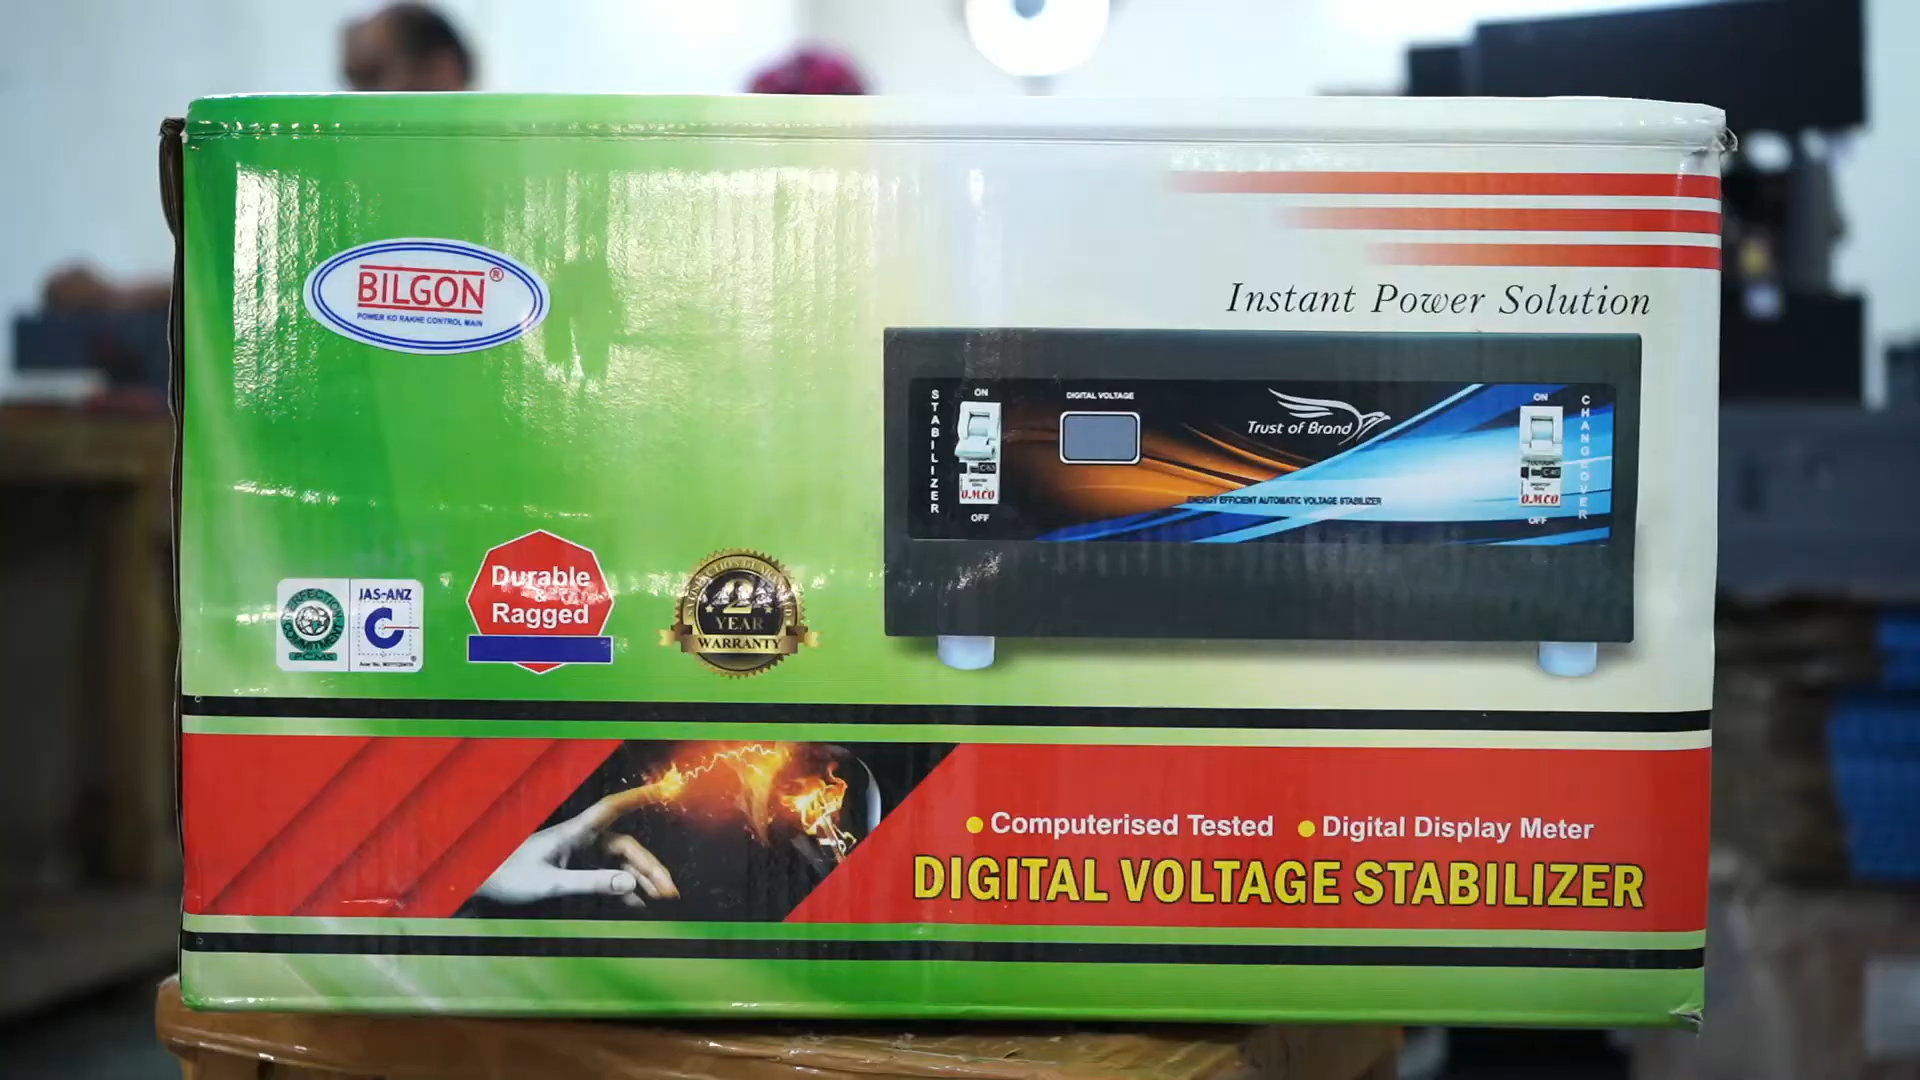 BILGON®
POWER KO RAKHE CONTROL MAIN
Instant Power Solution
STABILIZER
ON
OFF
DIGITAL VOLTAGE
Trust of Brand
ENERGY EFFICIENT AUTOMATIC VOLTAGE STABILIZER
ON
OFF
CHANGEOVER
PCMS
JAS-ANZ
Durable
&
Ragged
2
YEAR
WARRANTY
Computerised Tested
Digital Display Meter
DIGITAL VOLTAGE STABILIZER